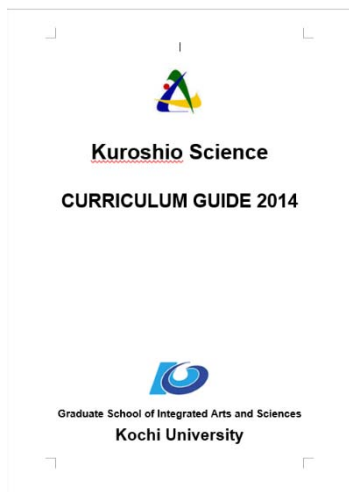 Kuroshio Science
CURRICULUM GUIDE 2014
Graduate School of Integrated Arts and Sciences
Kochi University